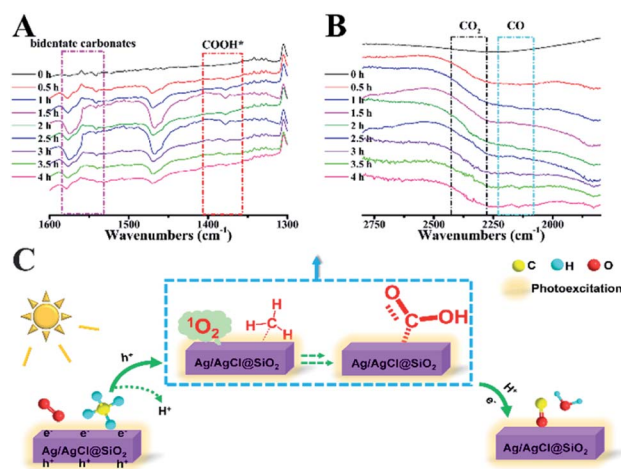 A
bidentate carbonates
COOH*
0 h
0.5 h
1 h
1.5 h
2 h
2.5 h
3 h
3.5 h
4 h
1600
1500
1400
1300
Wavenumbers (cm⁻¹)
B
CO₂
CO
0 h
0.5 h
1 h
1.5 h
2 h
2.5 h
3 h
3.5 h
4 h
2750
2500
2250
2000
Wavenumbers (cm⁻¹)
C
C H O
Photoexcitation
¹O₂
H
C
H
H
Ag/AgCl@SiO₂
O
C
OH
Ag/AgCl@SiO₂
h⁺
H⁺
e⁻ e⁻ e⁻
Ag/AgCl@SiO₂
h⁺ h⁺ h⁺
H⁺
e⁻
Ag/AgCl@SiO₂